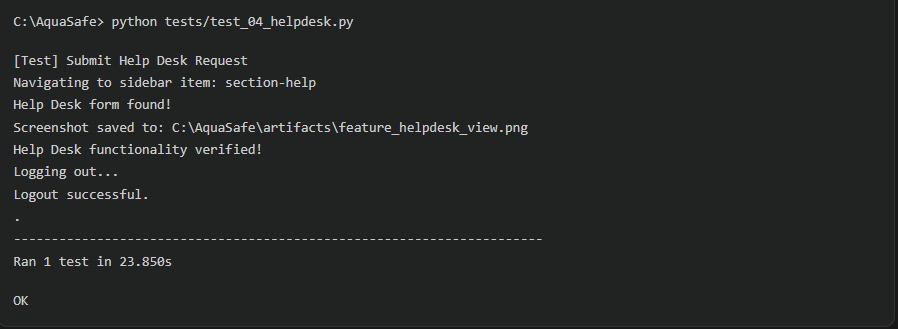 C:\AquaSafe> python tests/test_04_helpdesk.py
[Test] Submit Help Desk Request
Navigating to sidebar item: section-help
Help Desk form found!
Screenshot saved to: C:\AquaSafe\artifacts\feature_helpdesk_view.png
Help Desk functionality verified!
Logging out...
Logout successful.
.
----------------------------------------------------------------------
Ran 1 test in 23.850s
OK